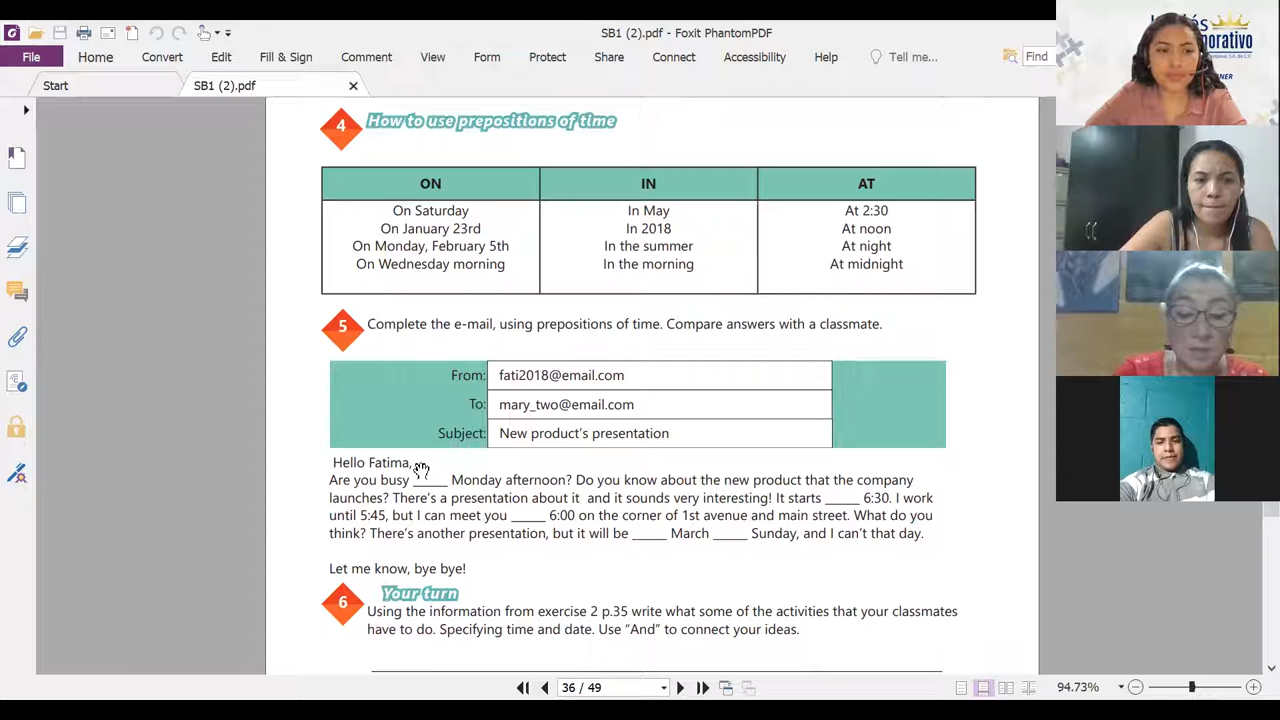 SB1 (2).pdf - Foxit PhantomPDF
File Home Convert Edit Fill & Sign Comment View Form Protect Share Connect Accessibility Help Tell me... Find
Start SB1 (2).pdf
4 How to use prepositions of time
ON IN AT
On Saturday In May At 2:30
On January 23rd In 2018 At noon
On Monday, February 5th In the summer At night
On Wednesday morning In the morning At midnight
5 Complete the e-mail, using prepositions of time. Compare answers with a classmate.
From: fati2018@email.com
To: mary_two@email.com
Subject: New product's presentation
Hello Fatima,
Are you busy _____ Monday afternoon? Do you know about the new product that the company
launches? There's a presentation about it and it sounds very interesting! It starts _____ 6:30. I work
until 5:45, but I can meet you _____ 6:00 on the corner of 1st avenue and main street. What do you
think? There's another presentation, but it will be _____ March _____ Sunday, and I can't that day.
Let me know, bye bye!
6 Your turn
Using the information from exercise 2 p.35 write what some of the activities that your classmates
have to do. Specifying time and date. Use “And” to connect your ideas.
36 / 49 94.73%